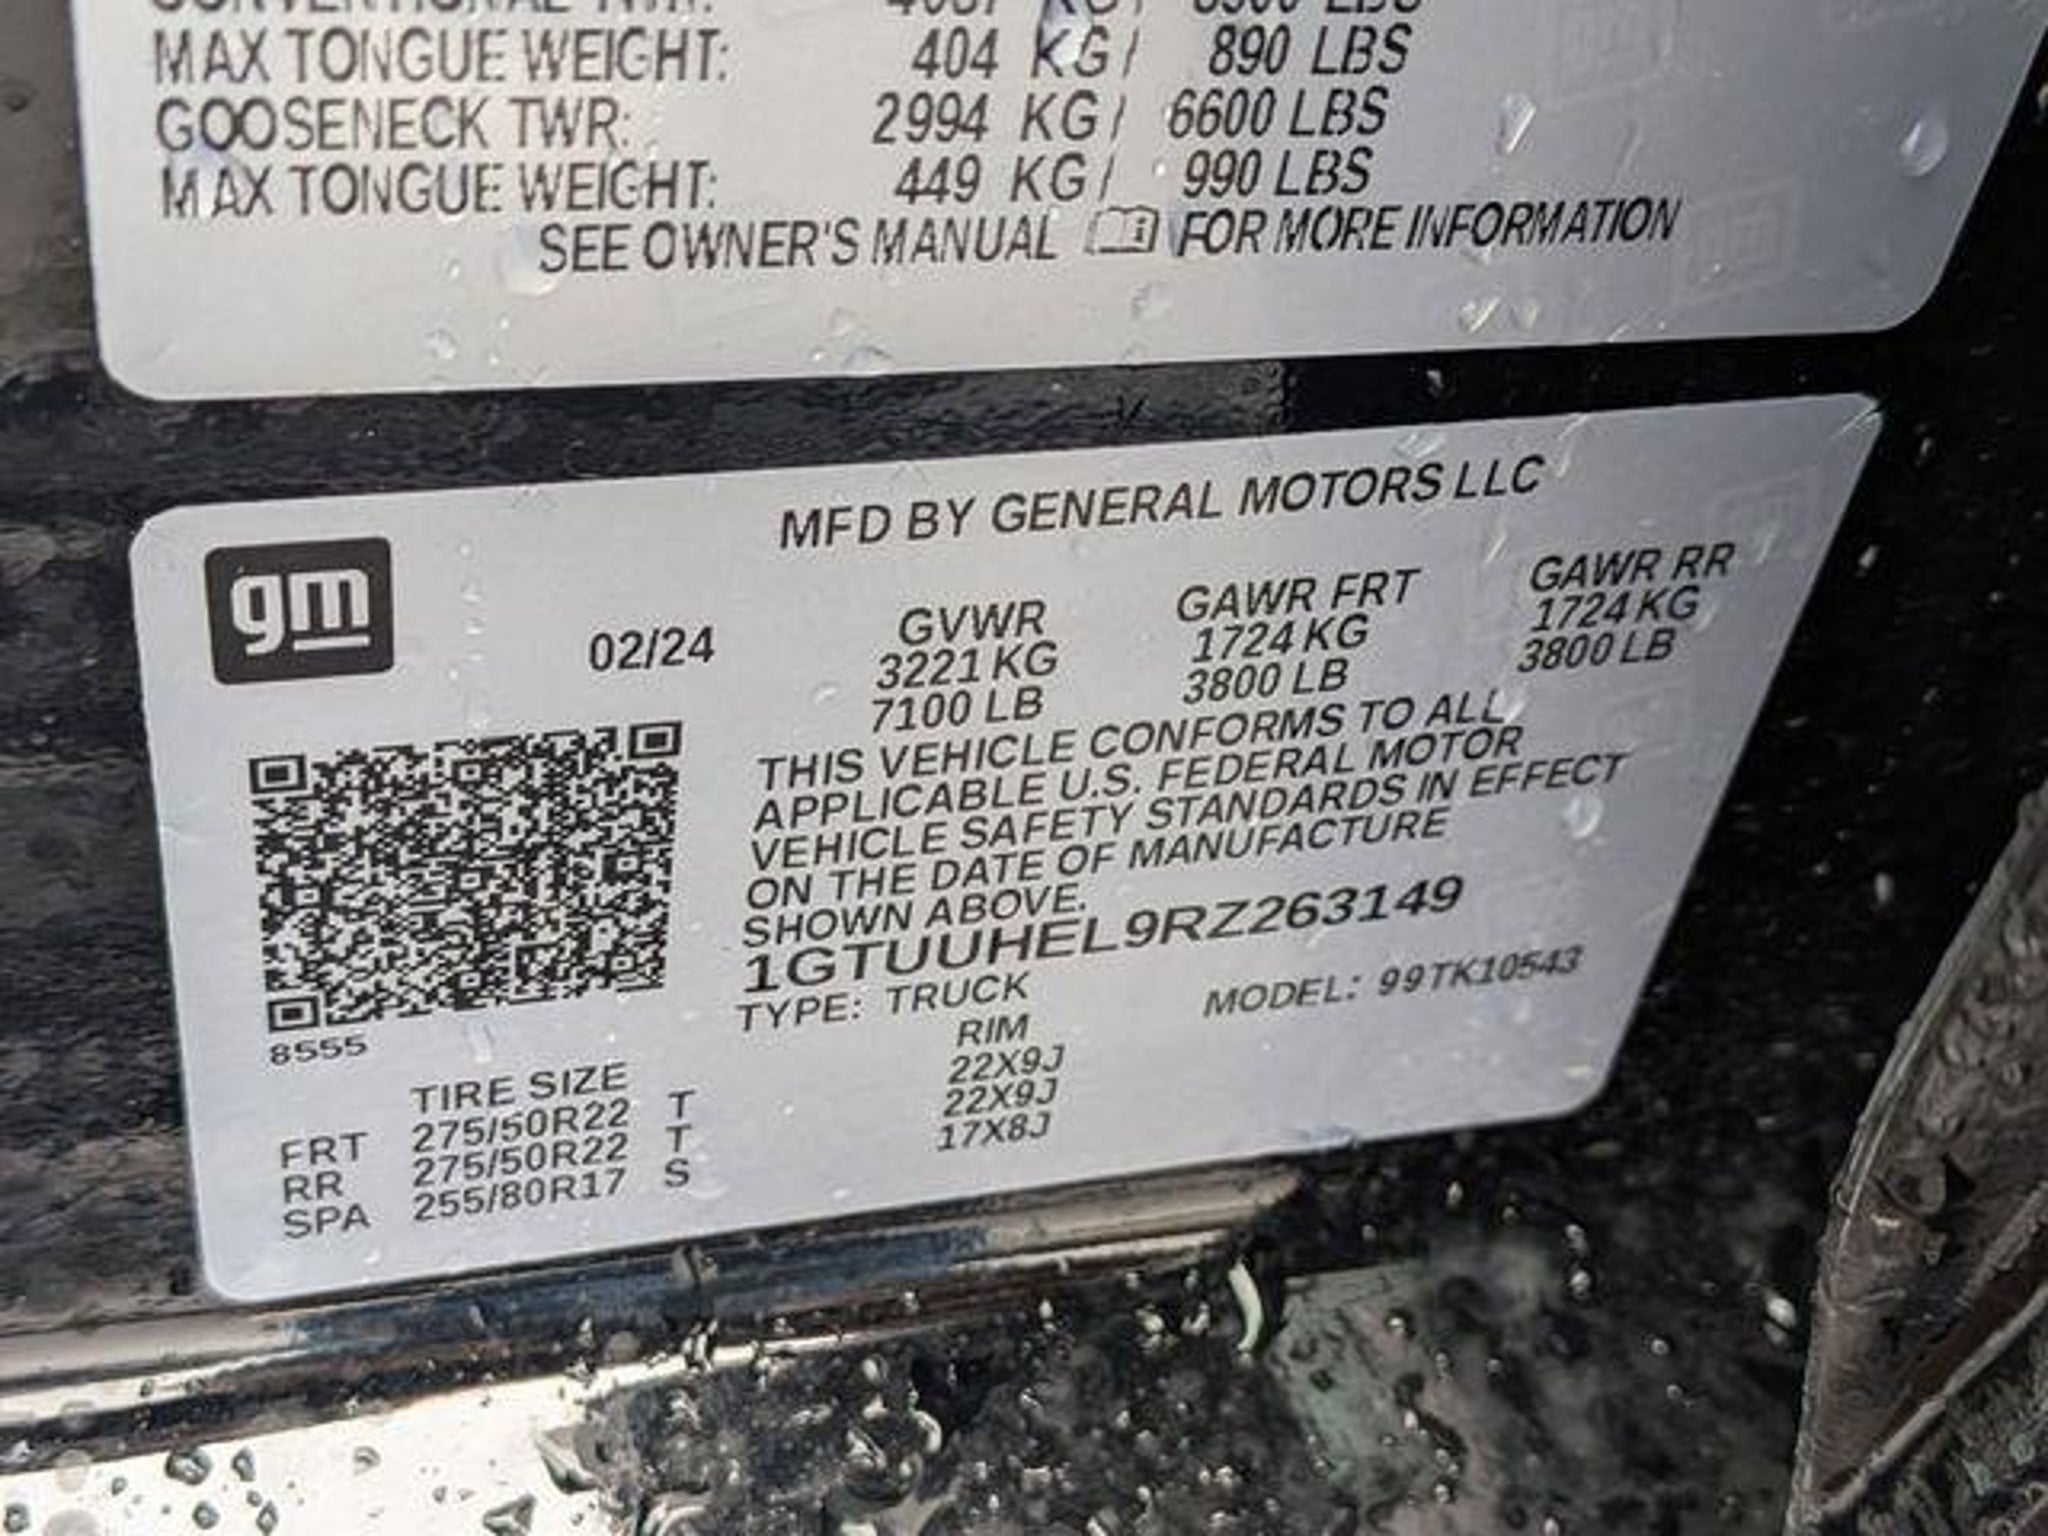 CONVENTIONAL TWR: KG/ LBS
MAX TONGUE WEIGHT: 404 KG/ 890 LBS
GOOSENECK TWR: 2994 KG/ 6600 LBS
MAX TONGUE WEIGHT: 449 KG/ 990 LBS
SEE OWNER'S MANUAL FOR MORE INFORMATION
MFD BY GENERAL MOTORS LLC
gm
02/24
GVWR GAWR FRT GAWR RR
3221 KG 1724 KG 1724 KG
7100 LB 3800 LB 3800 LB
THIS VEHICLE CONFORMS TO ALL
APPLICABLE U.S. FEDERAL MOTOR
VEHICLE SAFETY STANDARDS IN EFFECT
ON THE DATE OF MANUFACTURE
SHOWN ABOVE.
1GTUUHEL9RZ263149
TYPE: TRUCK MODEL: 99TK10543
8555
TIRE SIZE RIM
FRT 275/50R22 T 22X9J
RR 275/50R22 T 22X9J
SPA 255/80R17 S 17X8J